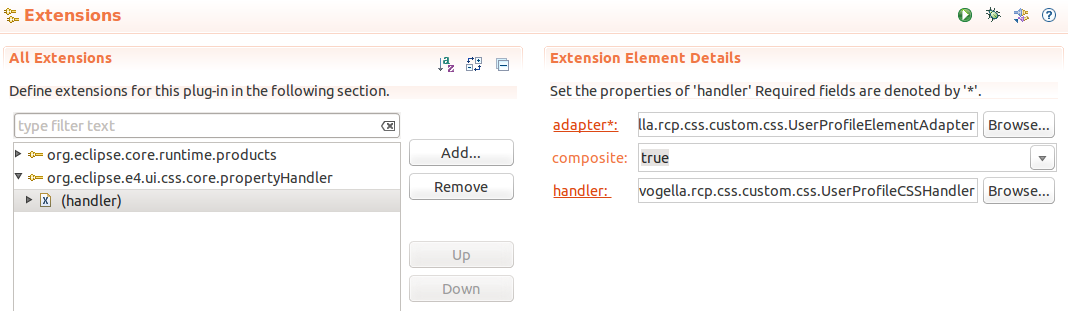 Extensions
All Extensions
Define extensions for this plug-in in the following section.
type filter text
org.eclipse.core.runtime.products
org.eclipse.e4.ui.css.core.propertyHandler
(handler)
Add...
Remove
Up
Down
Extension Element Details
Set the properties of 'handler' Required fields are denoted by '*'.
adapter*: lla.rcp.css.custom.css.UserProfileElementAdapter Browse...
composite: true
handler: vogella.rcp.css.custom.css.UserProfileCSSHandler Browse...